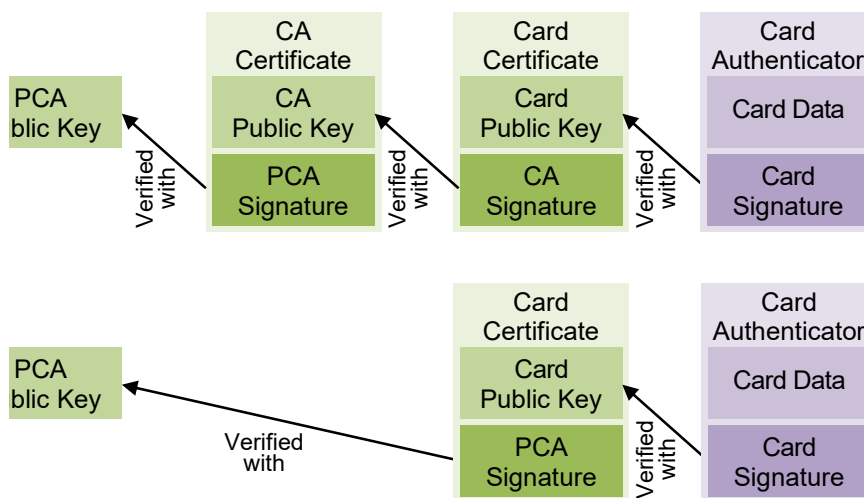 CA
Certificate
Card
Certificate
Card
Authenticator
PCA
blic Key
CA
Public Key
Card
Public Key
Card Data
Verified
with
Verified
with
Verified
with
PCA
Signature
CA
Signature
Card
Signature
Card
Certificate
Card
Authenticator
PCA
blic Key
Card
Public Key
Card Data
Verified
with
Verified
with
PCA
Signature
Card
Signature